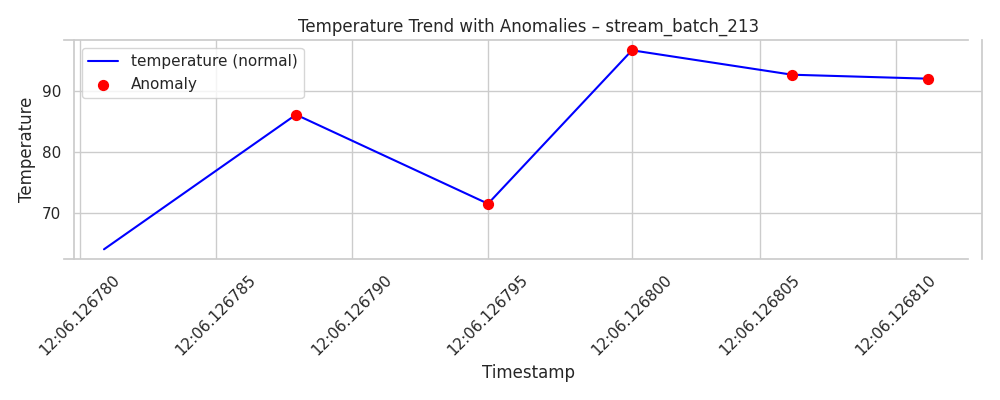 Temperature Trend with Anomalies – stream_batch_213
temperature (normal)
Anomaly
Temperature
90
80
70
12:06.126780
12:06.126785
12:06.126790
12:06.126795
12:06.126800
12:06.126805
12:06.126810
Timestamp